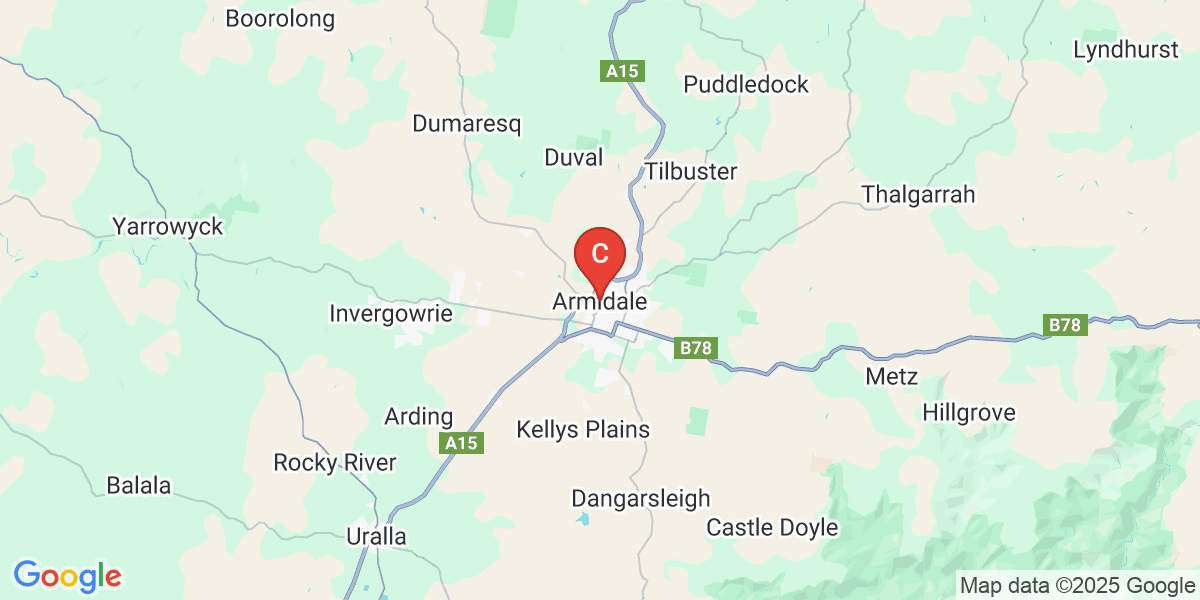 Boorolong
Lyndhurst
A15
Puddledock
Dumaresq
Duval
Tilbuster
Thalgarrah
Yarrowyck
C
Armidale
Invergowrie
B78
B78
Metz
Hillgrove
Arding
Kellys Plains
A15
Rocky River
Balala
Dangarsleigh
Castle Doyle
Uralla
Google
Map data ©2025 Google